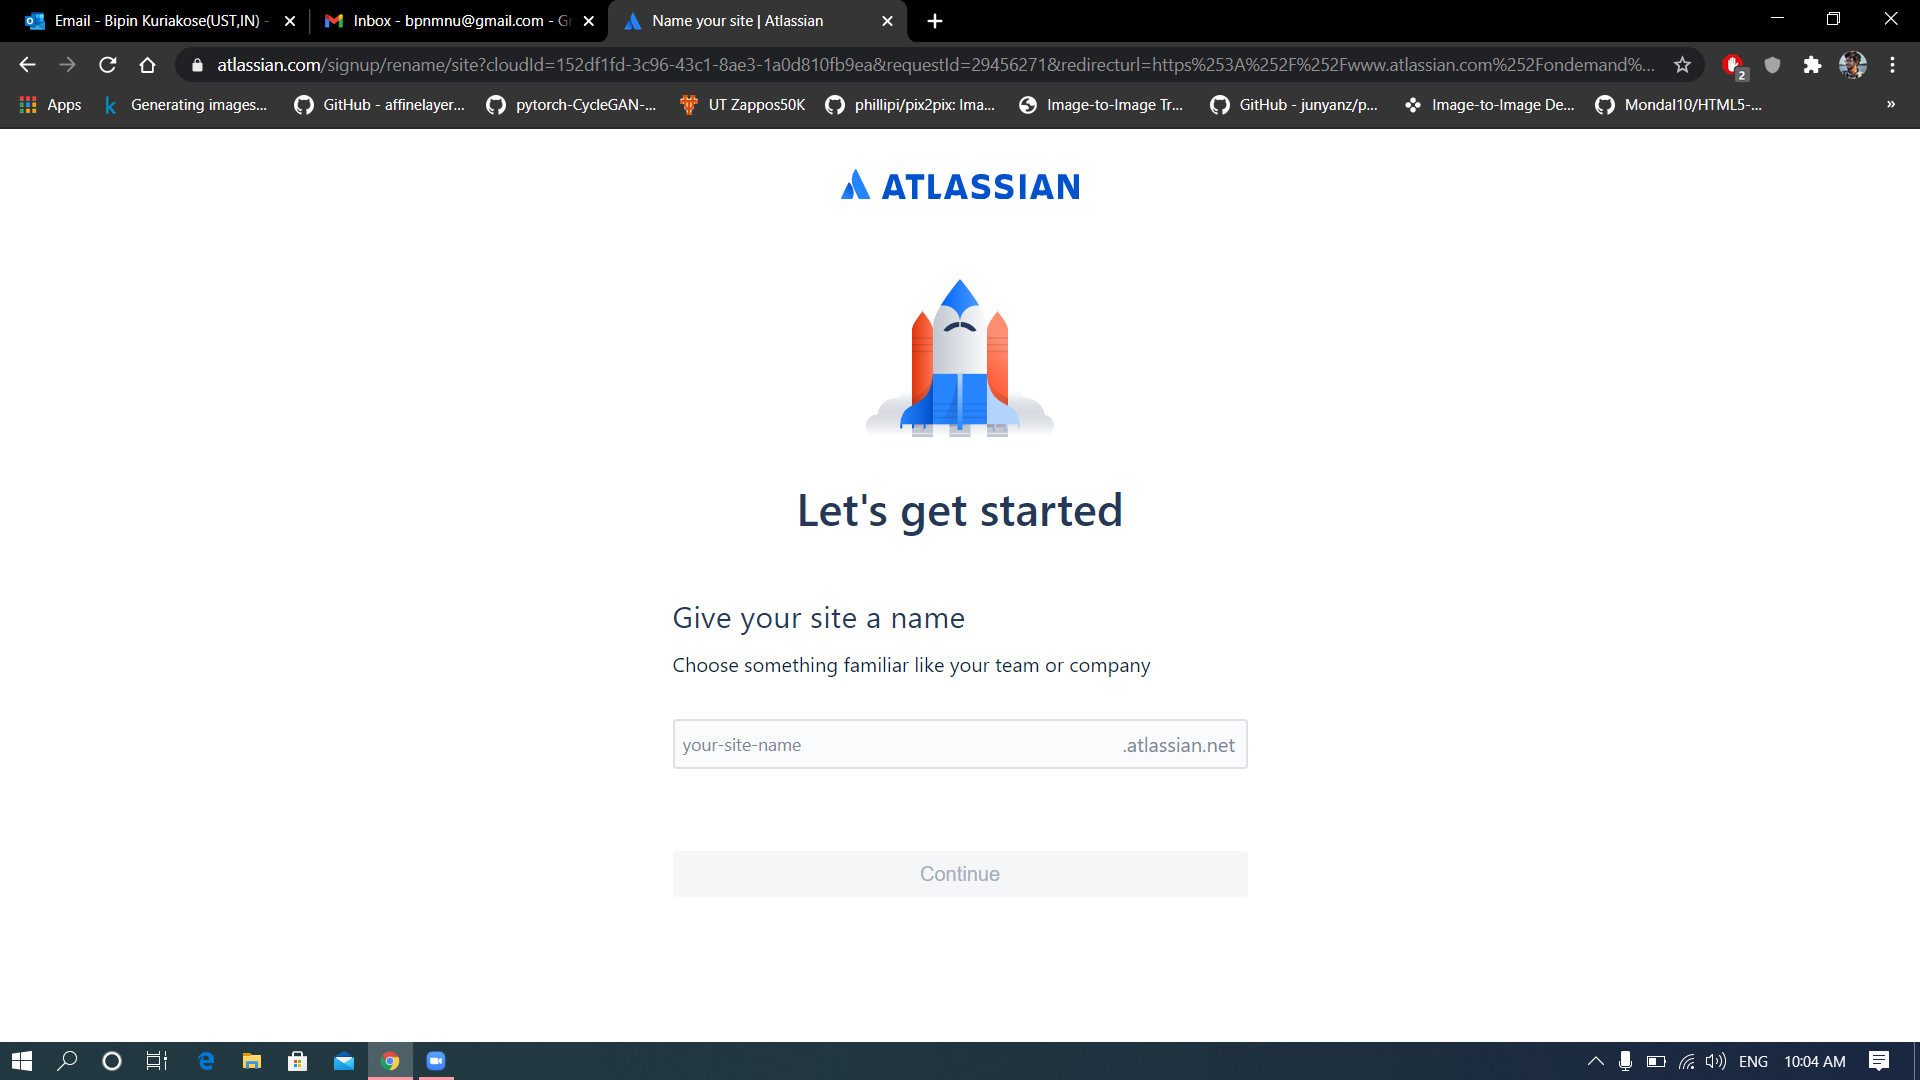 Email - Bipin Kuriakose(UST,IN) -
Inbox - bpnmnu@gmail.com - G
Name your site | Atlassian
atlassian.com/signup/rename/site?cloudId=152df1fd-3c96-43c1-8ae3-1a0d810fb9ea&requestId=29456271&redirecturl=https%253A%252F%252Fwww.atlassian.com%252Fondemand%...
2
Apps
k Generating images...
GitHub - affinelayer...
pytorch-CycleGAN-...
UT Zappos50K
phillipi/pix2pix: Ima...
Image-to-Image Tr...
GitHub - junyanz/p...
Image-to-Image De...
Mondal10/HTML5-...
»
ATLASSIAN
Let's get started
Give your site a name
Choose something familiar like your team or company
your-site-name .atlassian.net
Continue
ENG 10:04 AM